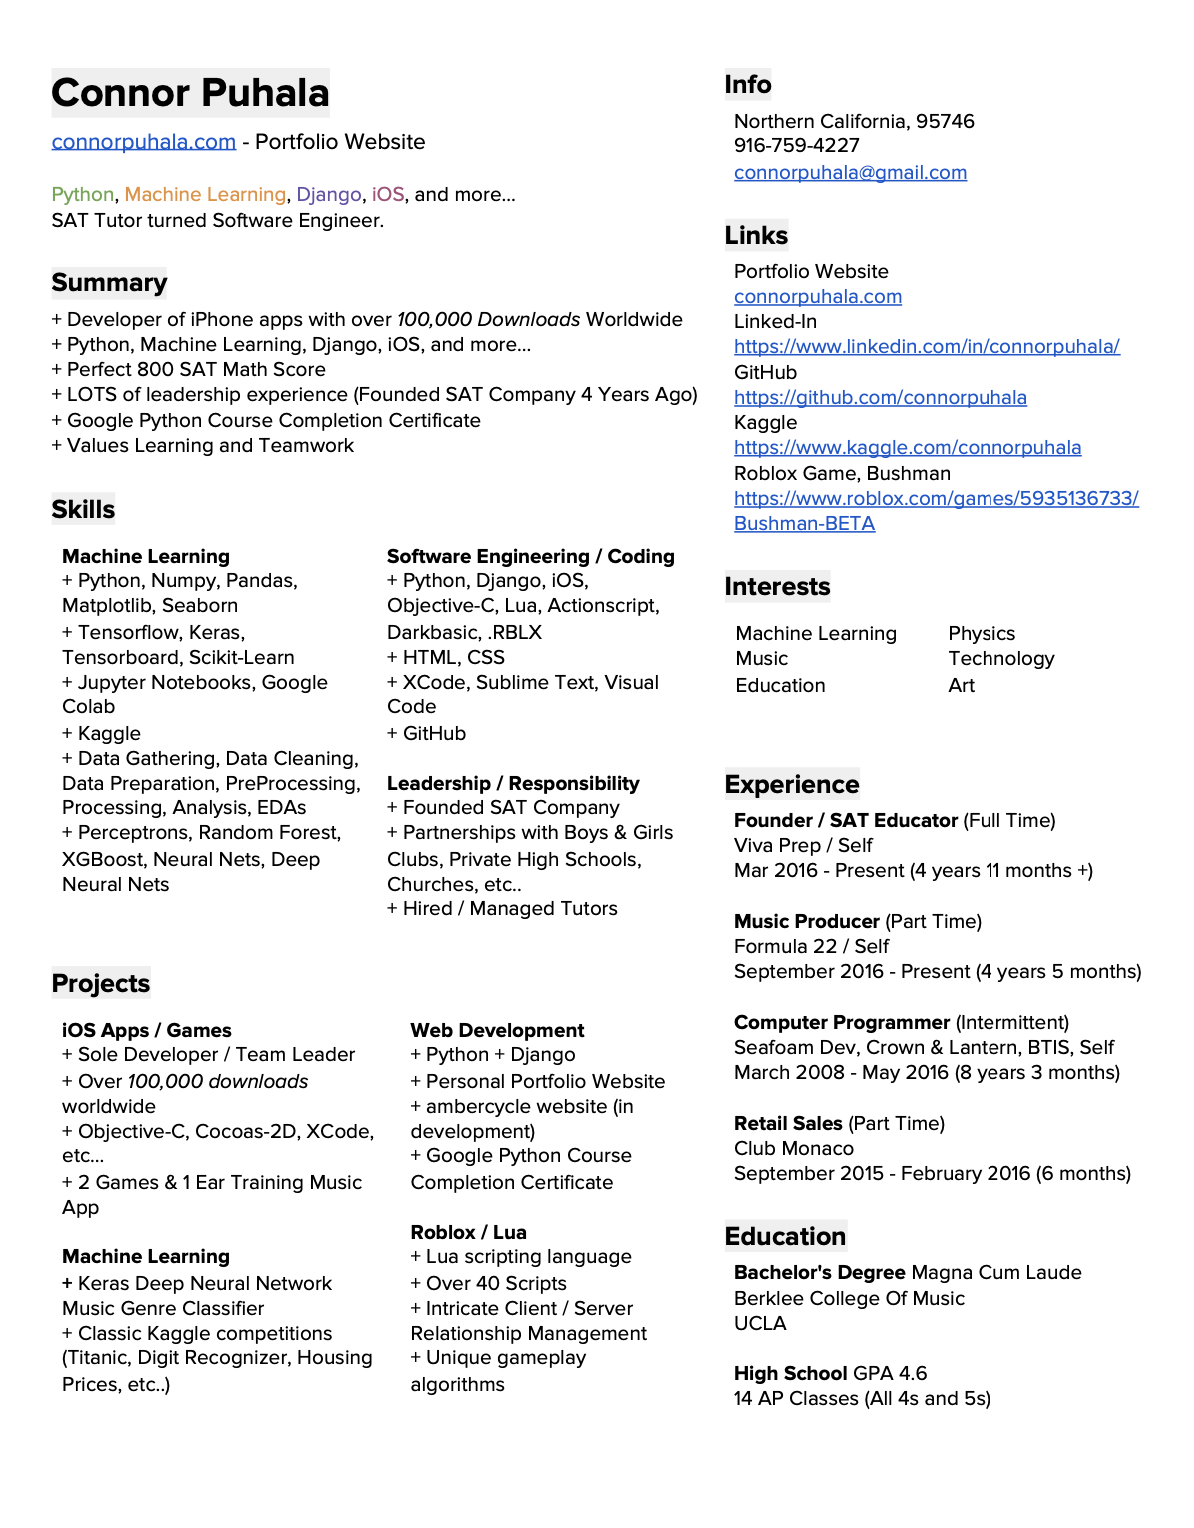 Connor Puhala
connorpuhala.com - Portfolio Website
Python, Machine Learning, Django, iOS, and more...
SAT Tutor turned Software Engineer.
Summary
+ Developer of iPhone apps with over 100,000 Downloads Worldwide
+ Python, Machine Learning, Django, iOS, and more...
+ Perfect 800 SAT Math Score
+ LOTS of leadership experience (Founded SAT Company 4 Years Ago)
+ Google Python Course Completion Certificate
+ Values Learning and Teamwork
Skills
Machine Learning
+ Python, Numpy, Pandas,
Matplotlib, Seaborn
+ Tensorflow, Keras,
Tensorboard, Scikit-Learn
+ Jupyter Notebooks, Google
Colab
+ Kaggle
+ Data Gathering, Data Cleaning,
Data Preparation, PreProcessing,
Processing, Analysis, EDAs
+ Perceptrons, Random Forest,
XGBoost, Neural Nets, Deep
Neural Nets
Software Engineering / Coding
+ Python, Django, iOS,
Objective-C, Lua, Actionscript,
Darkbasic, .RBLX
+ HTML, CSS
+ XCode, Sublime Text, Visual
Code
+ GitHub
Leadership / Responsibility
+ Founded SAT Company
+ Partnerships with Boys & Girls
Clubs, Private High Schools,
Churches, etc..
+ Hired / Managed Tutors
Projects
iOS Apps / Games
+ Sole Developer / Team Leader
+ Over 100,000 downloads
worldwide
+ Objective-C, Cocoas-2D, XCode,
etc...
+ 2 Games & 1 Ear Training Music
App
Machine Learning
+ Keras Deep Neural Network
Music Genre Classifier
+ Classic Kaggle competitions
(Titanic, Digit Recognizer, Housing
Prices, etc..)
Web Development
+ Python + Django
+ Personal Portfolio Website
+ ambercycle website (in
development)
+ Google Python Course
Completion Certificate
Roblox / Lua
+ Lua scripting language
+ Over 40 Scripts
+ Intricate Client / Server
Relationship Management
+ Unique gameplay
algorithms
Info
Northern California, 95746
916-759-4227
connorpuhala@gmail.com
Links
Portfolio Website
connorpuhala.com
Linked-In
https://www.linkedin.com/in/connorpuhala/
GitHub
https://github.com/connorpuhala
Kaggle
https://www.kaggle.com/connorpuhala
Roblox Game, Bushman
https://www.roblox.com/games/5935136733/
Bushman-BETA
Interests
Machine Learning Physics
Music Technology
Education Art
Experience
Founder / SAT Educator (Full Time)
Viva Prep / Self
Mar 2016 - Present (4 years 11 months +)
Music Producer (Part Time)
Formula 22 / Self
September 2016 - Present (4 years 5 months)
Computer Programmer (Intermittent)
Seafoam Dev, Crown & Lantern, BTIS, Self
March 2008 - May 2016 (8 years 3 months)
Retail Sales (Part Time)
Club Monaco
September 2015 - February 2016 (6 months)
Education
Bachelor's Degree Magna Cum Laude
Berklee College Of Music
UCLA
High School GPA 4.6
14 AP Classes (All 4s and 5s)